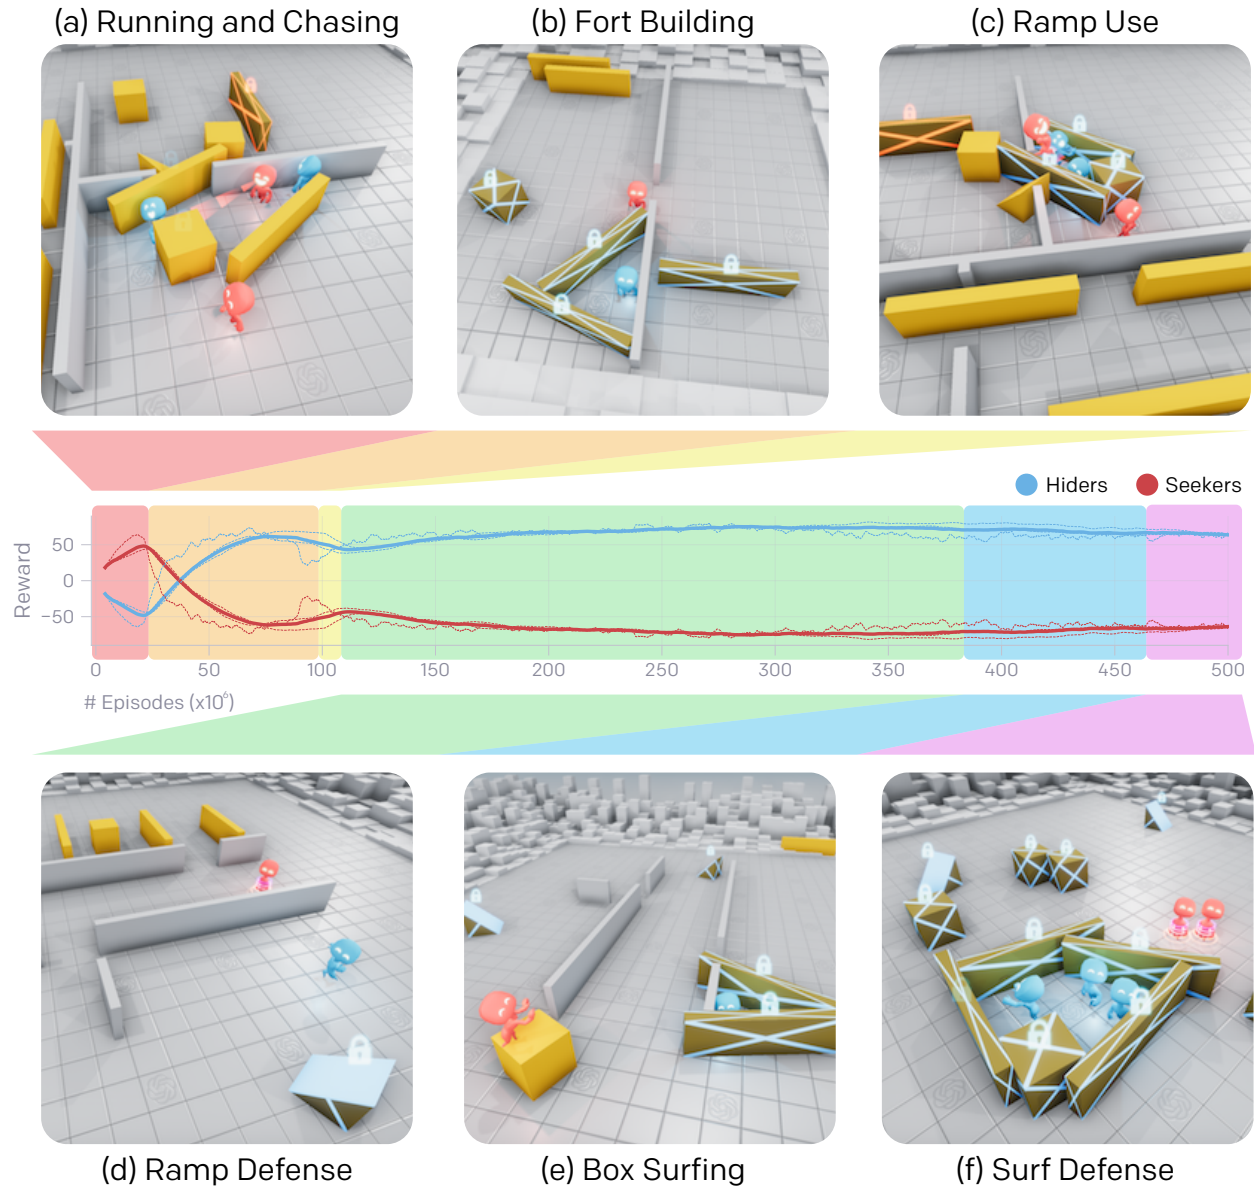 (a) Running and Chasing
(b) Fort Building
(c) Ramp Use
Hiders
Seekers
Reward
50
0
−50
0
50
100
150
200
250
300
350
400
450
500
# Episodes (x10⁶)
(d) Ramp Defense
(e) Box Surfing
(f) Surf Defense